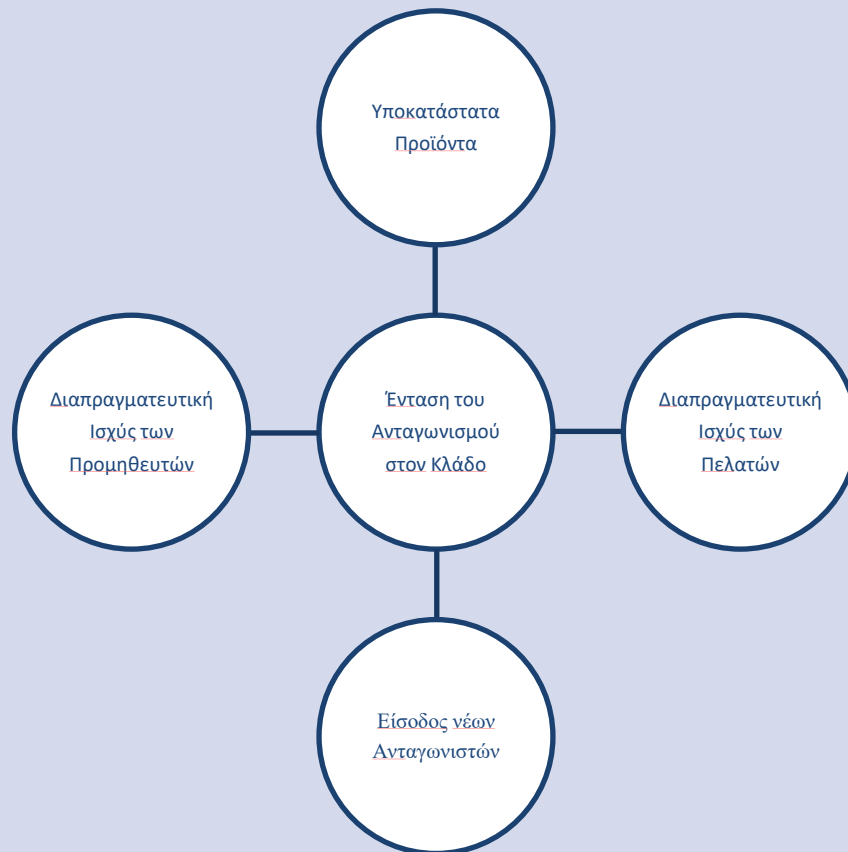 Υποκατάστατα
Προϊόντα
Διαπραγματευτική
Ισχύς των
Προμηθευτών
Ένταση του
Ανταγωνισμού
στον Κλάδο
Διαπραγματευτική
Ισχύς των
Πελατών
Είσοδος νέων
Ανταγωνιστών